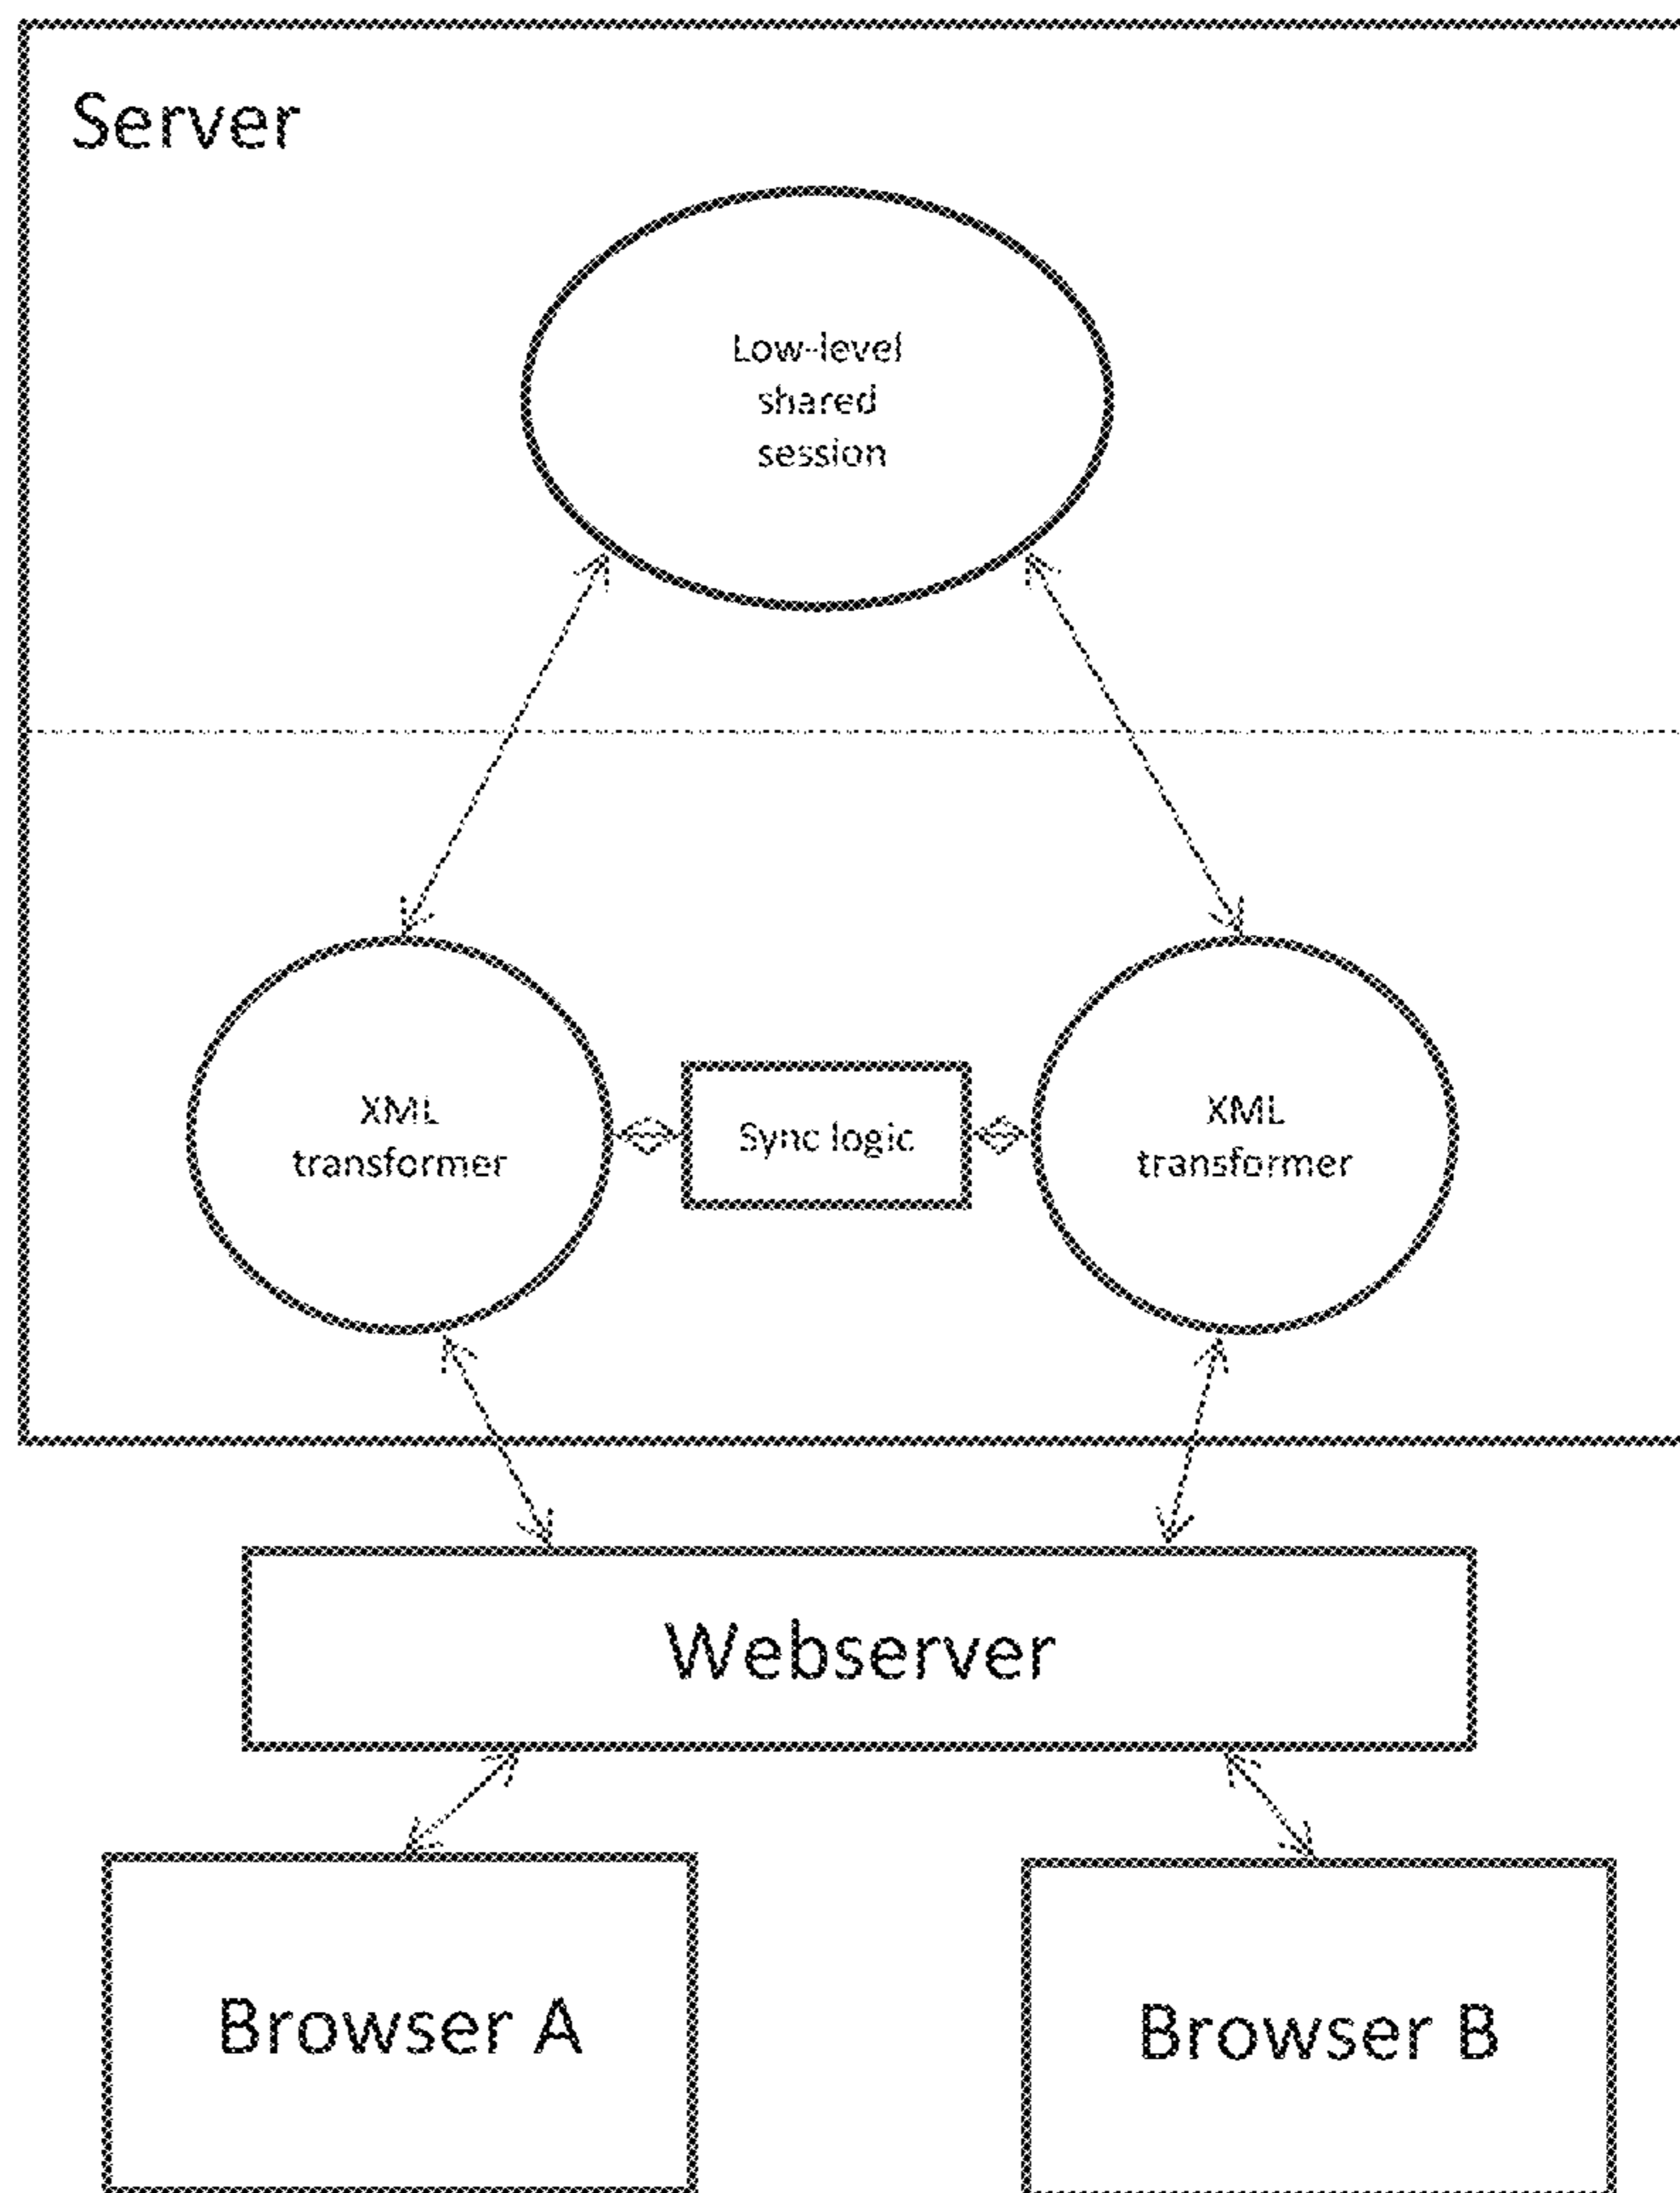 Server
Low-level
shared
session
XML
transformer
Sync logic
XML
transformer
Webserver
Browser A
Browser B